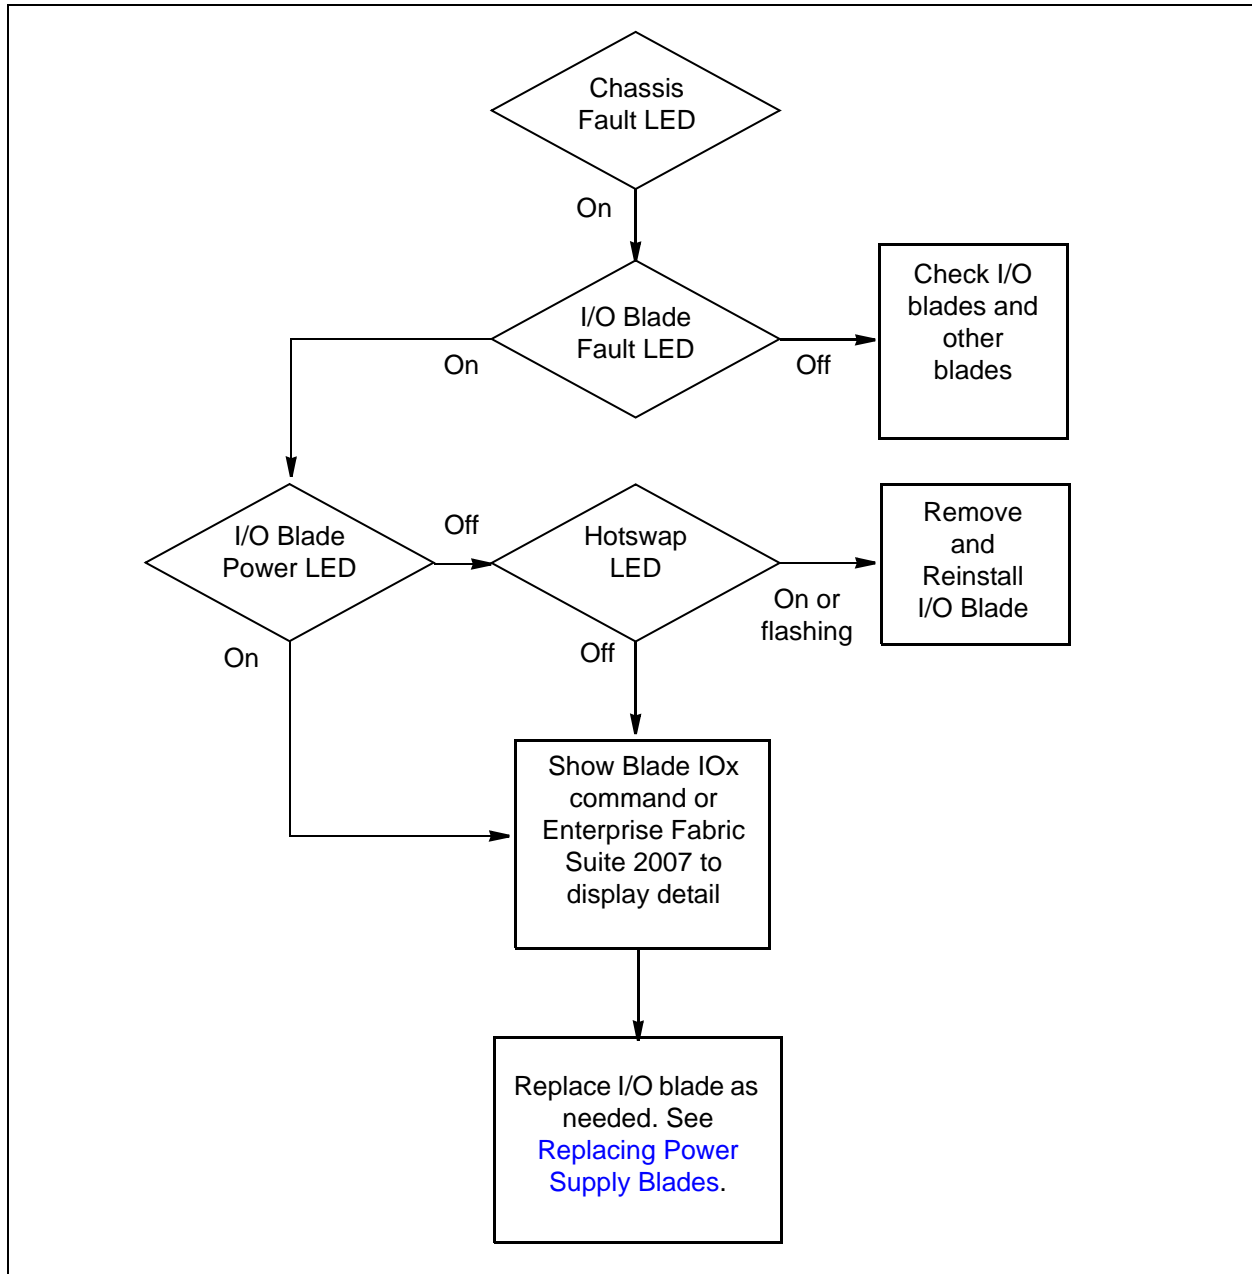 Chassis
Fault LED
On
I/O Blade
Fault LED
On
Off
Check I/O
blades and
other
blades
I/O Blade
Power LED
Off
On
Hotswap
LED
On or
flashing
Off
Remove
and
Reinstall
I/O Blade
Show Blade IOx
command or
Enterprise Fabric
Suite 2007 to
display detail
Replace I/O blade as
needed. See
Replacing Power
Supply Blades.